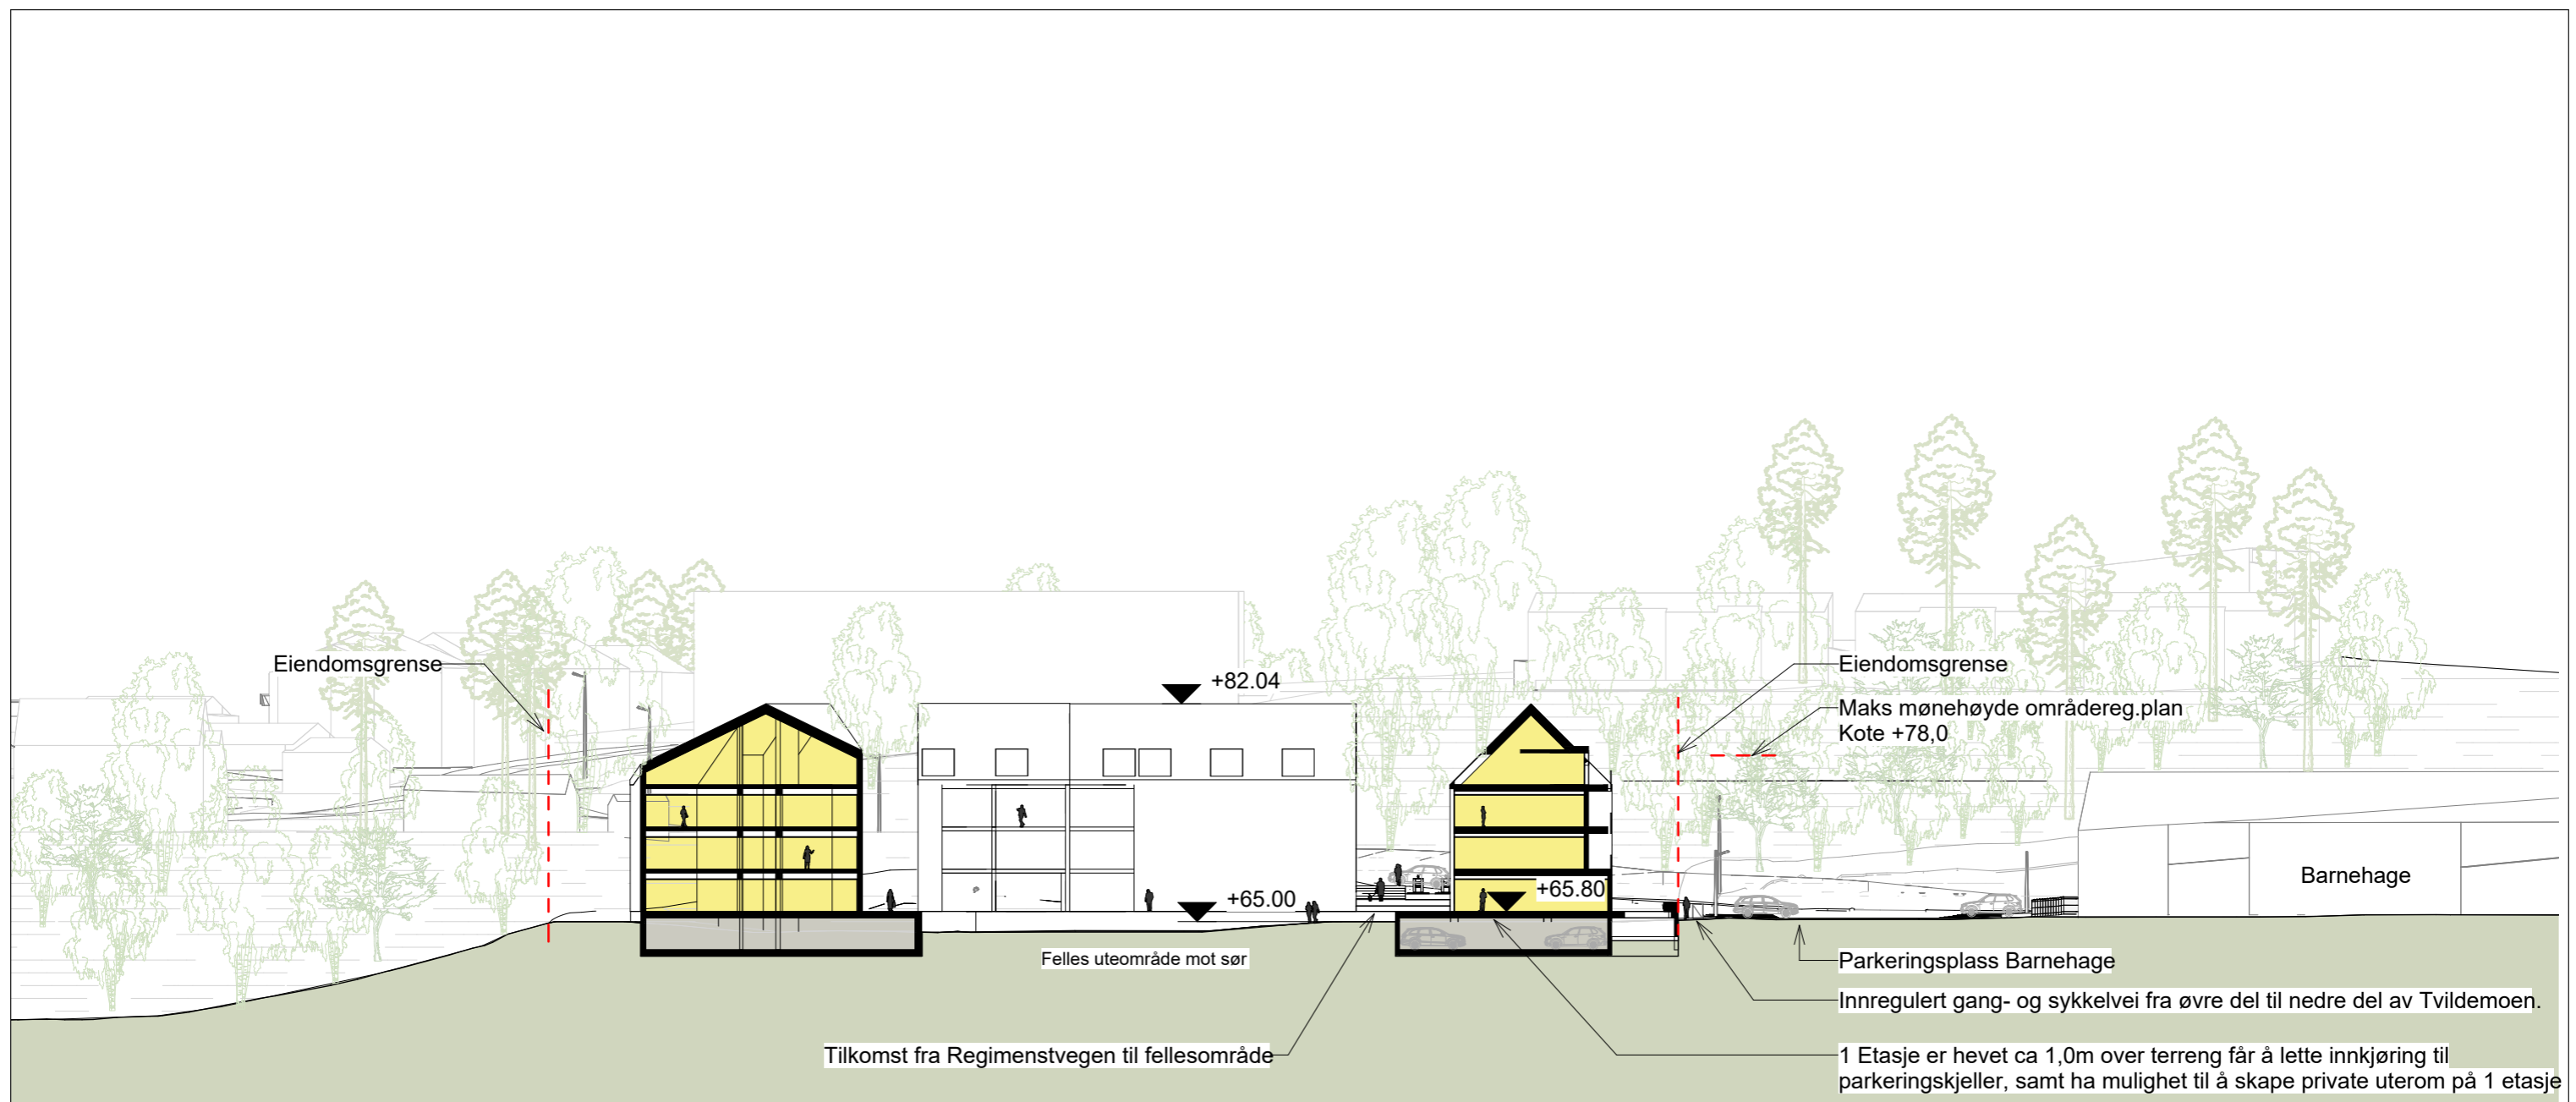 Eiendomsgrense
+82.04
Eiendomsgrense
Maks mønehøyde områdereg.plan
Kote +78,0
+65.00
+65.80
Barnehage
Felles uteområde mot sør
Parkeringsplass Barnehage
Innregulert gang- og sykkelvei fra øvre del til nedre del av Tvildemoen.
Tilkomst fra Regimenstvegen til fellesområde
1 Etasje er hevet ca 1,0m over terreng får å lette innkjøring til
parkeringskjeller, samt ha mulighet til å skape private uterom på 1 etasje